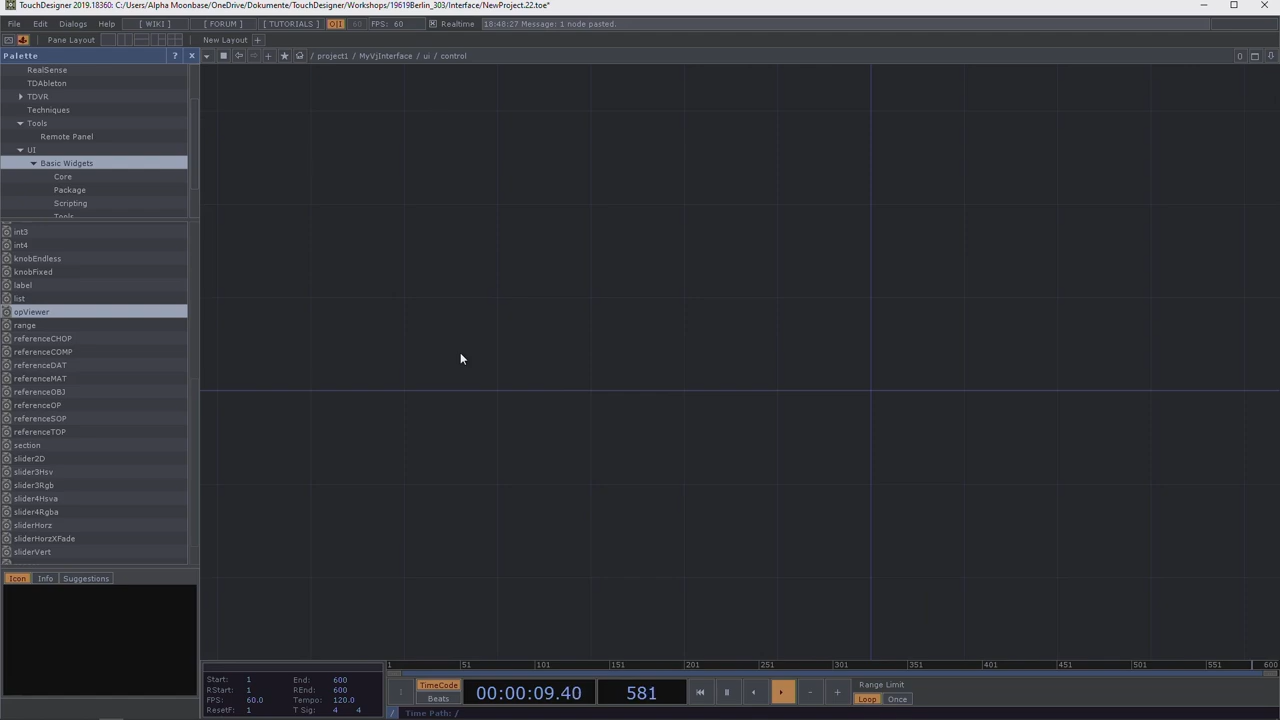 TouchDesigner 2019.18360: C:/Users/Alpha Moonbase/OneDrive/Dokumente/TouchDesigner/Workshops/19619Berlin_303/Interface/NewProject.22.toe*
File Edit Dialogs Help [ WIKI ] [ FORUM ] [ TUTORIALS ] O|I FPS: 60 60 Realtime 18:48:27 Message: 1 node pasted.
Pane Layout New Layout +
Palette ? x
/ project1 / MyVjInterface / ui / control
0
RealSense
TDAbleton
TDVR
Techniques
Tools
Remote Panel
UI
Basic Widgets
Core
Package
Scripting
Tools
int3
int4
knobEndless
knobFixed
label
list
opViewer
range
referenceCHOP
referenceCOMP
referenceDAT
referenceMAT
referenceOBJ
referenceOP
referenceSOP
referenceTOP
section
slider2D
slider3Hsv
slider3Rgb
slider4Hsva
slider4Rgba
sliderHorz
sliderHorzXFade
sliderVert
Icon Info Suggestions
1 51 101 151 201 251 301 351 401 451 501 551 600
Start: 1 End: 600
RStart: 1 REnd: 600
FPS: 60.0 Tempo: 120.0
ResetF: 1 T Sig: 4 4
TimeCode
Beats
00:00:09.40 581
- +
Range Limit
Loop Once
/ Time Path: /